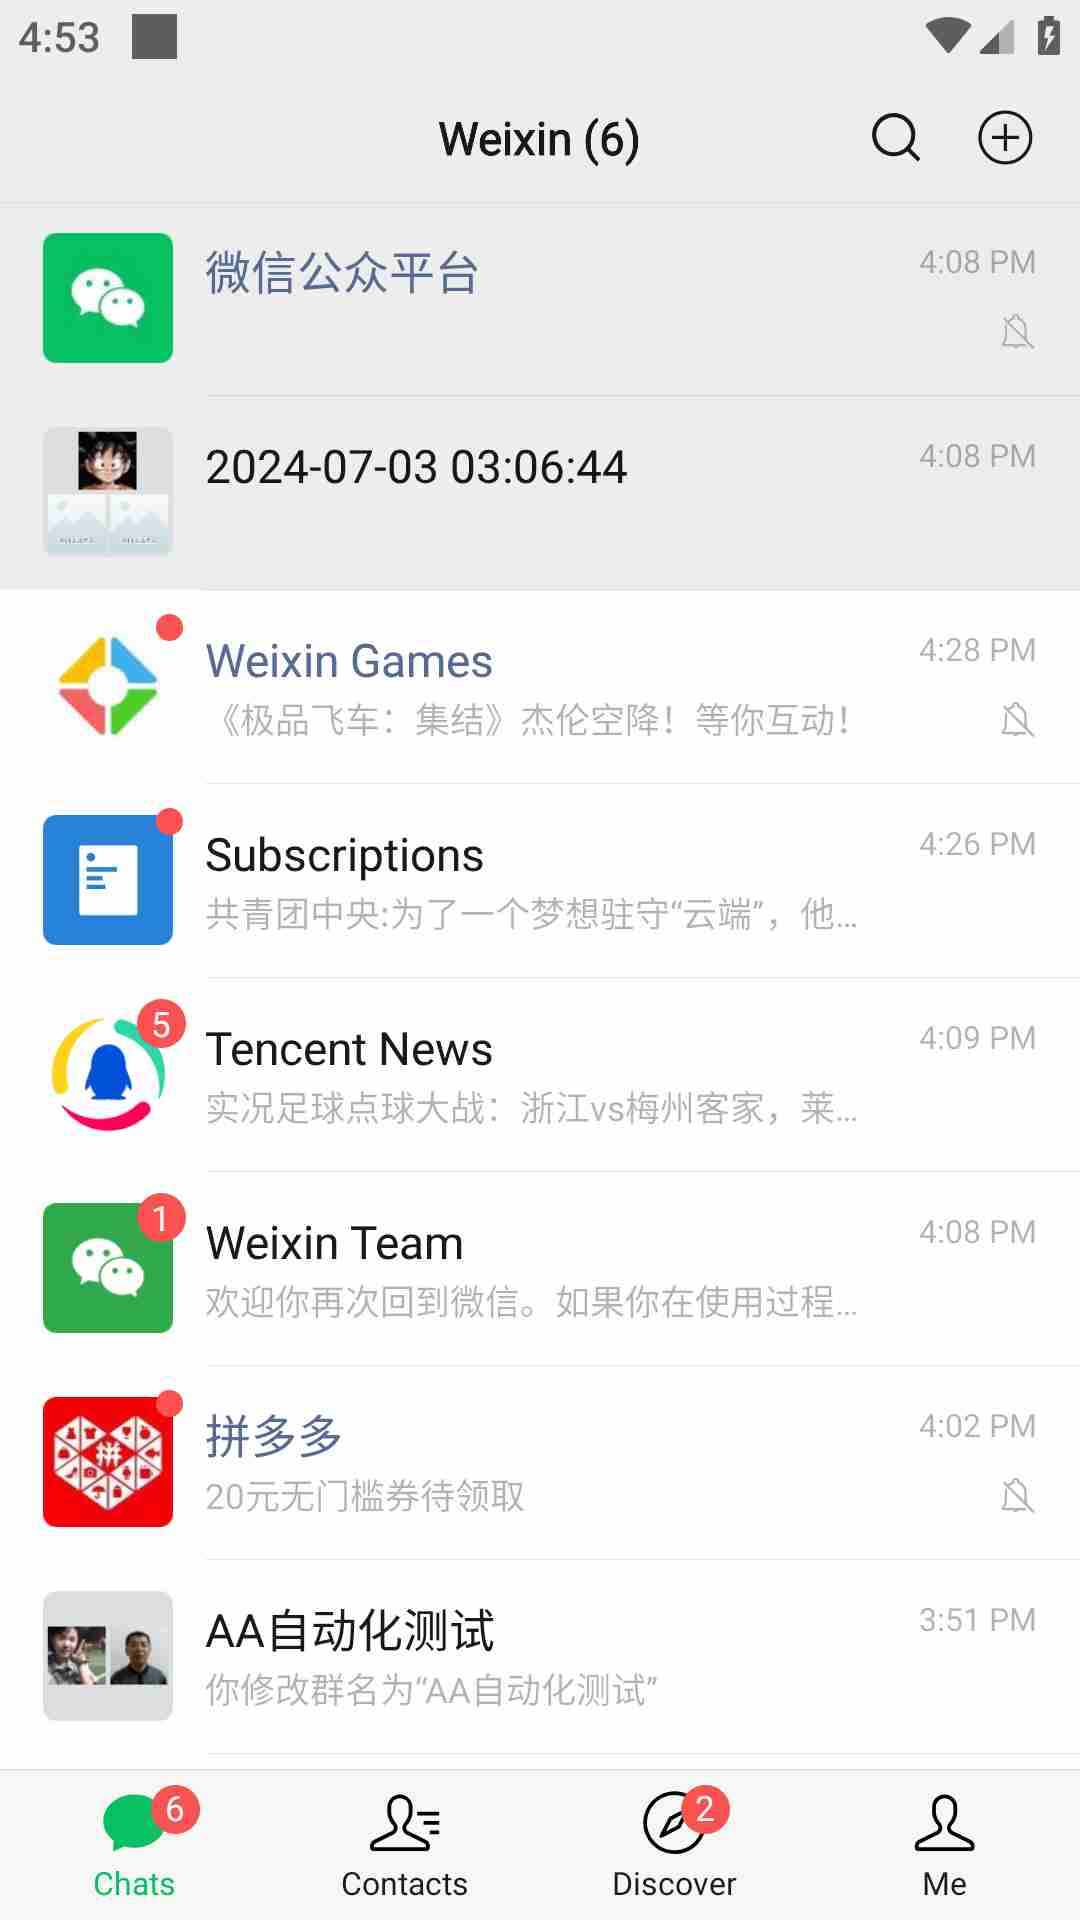 4:53
Weixin (6)
微信公众平台
4:08 PM
2024-07-03 03:06:44
4:08 PM
Weixin Games
4:28 PM
《极品飞车：集结》杰伦空降！等你互动！
Subscriptions
4:26 PM
共青团中央:为了一个梦想驻守“云端”，他...
5
Tencent News
4:09 PM
实况足球点球大战：浙江vs梅州客家，莱...
1
Weixin Team
4:08 PM
欢迎你再次回到微信。如果你在使用过程...
拼
拼多多
4:02 PM
20元无门槛券待领取
AA自动化测试
3:51 PM
你修改群名为“AA自动化测试”
6
2
Chats
Contacts
Discover
Me